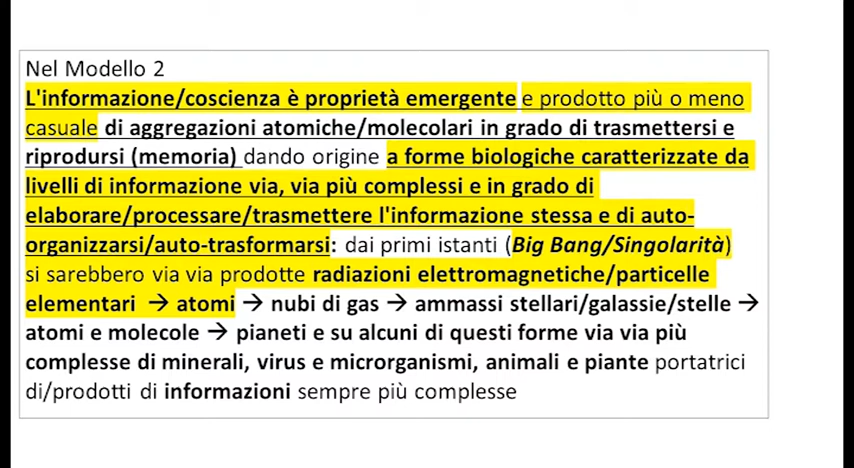 Nel Modello 2
L'informazione/coscienza è proprietà emergente e prodotto più o meno
casuale di aggregazioni atomiche/molecolari in grado di trasmettersi e
riprodursi (memoria) dando origine a forme biologiche caratterizzate da
livelli di informazione via, via più complessi e in grado di
elaborare/processare/trasmettere l'informazione stessa e di auto-
organizzarsi/auto-trasformarsi: dai primi istanti (Big Bang/Singolarità)
si sarebbero via via prodotte radiazioni elettromagnetiche/particelle
elementari → atomi → nubi di gas → ammassi stellari/galassie/stelle →
atomi e molecole → pianeti e su alcuni di questi forme via via più
complesse di minerali, virus e microrganismi, animali e piante portatrici
di/prodotti di informazioni sempre più complesse